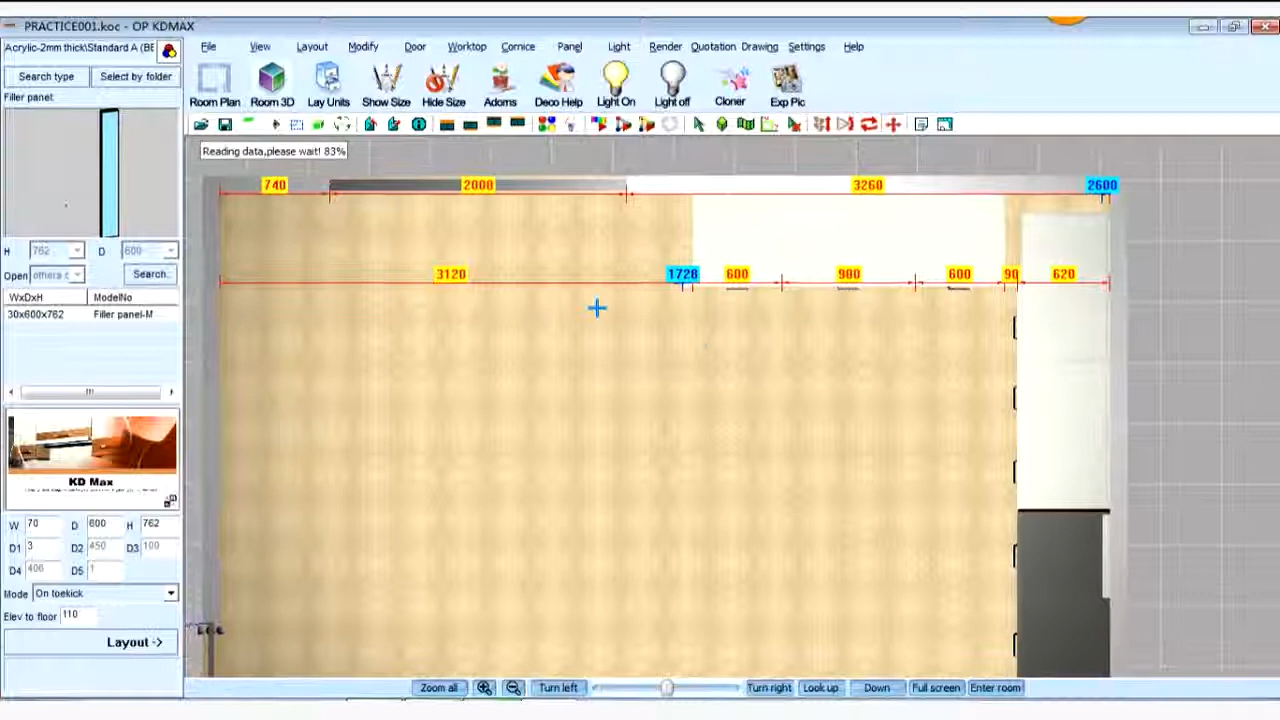 PRACTICE001.koc - OP KDMAX
Acrylic-2mm thick\Standard A (BE
File View Layout Modify Door Worktop Cornice Panel Light Render Quotation Drawing Settings Help
Search type Select by folder
Room Plan Room 3D Lay Units Show Size Hide Size Adorns Deco Help Light On Light off Cloner Exp Pic
Filler panel:
Reading data,please wait! 83%
740 2000 3260 2600
H 762 D 600
Open others c Search..
3120 1728 600 900 600 90 620
WxDxH ModelNo
30x600x762 Filler panel-M
KD Max
W 70 D 600 H 762
D1 3 D2 450 D3 100
D4 406 D5 1
Mode On toekick
Elev to floor 110
Layout ->
Zoom all Turn left Turn right Look up Down Full screen Enter room